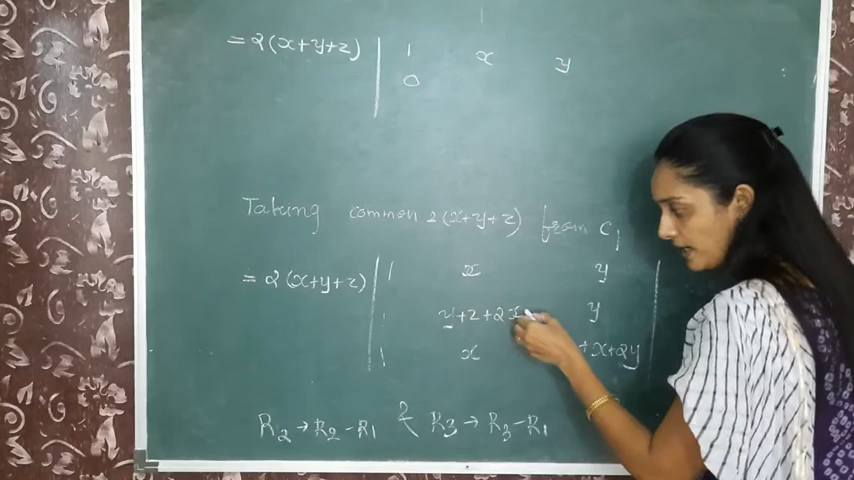 = 2(x+y+z) | 1 x y
0
Taking common 2(x+y+z) from C1
= 2(x+y+z) | 1 x y |
1 y+z+2x y
1 x +x+2y
R2 → R2 - R1 & R3 → R3 - R1